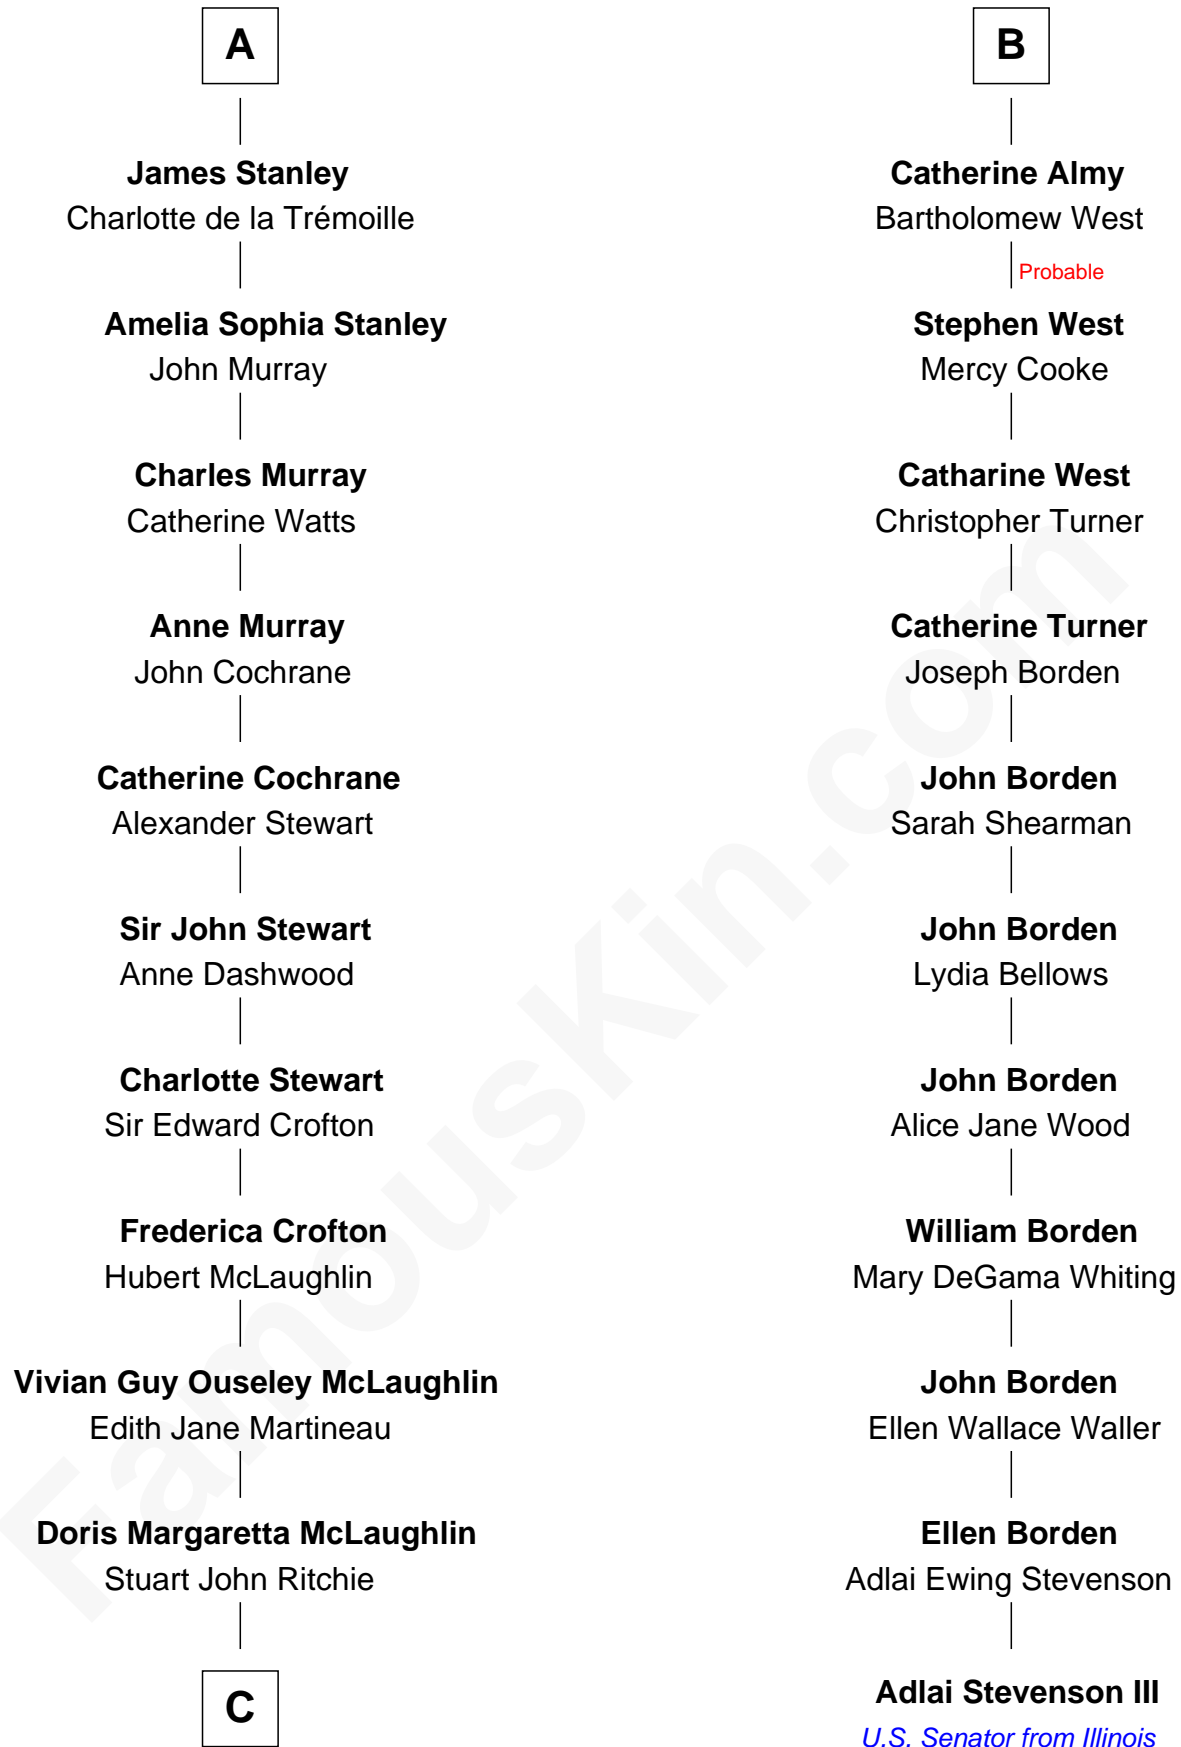 A
James Stanley
Charlotte de la Trémoille
Amelia Sophia Stanley
John Murray
Charles Murray
Catherine Watts
Anne Murray
John Cochrane
Catherine Cochrane
Alexander Stewart
Sir John Stewart
Anne Dashwood
Charlotte Stewart
Sir Edward Crofton
Frederica Crofton
Hubert McLaughlin
Vivian Guy Ouseley McLaughlin
Edith Jane Martineau
Doris Margaretta McLaughlin
Stuart John Ritchie
C
B
Catherine Almy
Bartholomew West
Probable
Stephen West
Mercy Cooke
Catharine West
Christopher Turner
Catherine Turner
Joseph Borden
John Borden
Sarah Shearman
John Borden
Lydia Bellows
John Borden
Alice Jane Wood
William Borden
Mary DeGama Whiting
John Borden
Ellen Wallace Waller
Ellen Borden
Adlai Ewing Stevenson
Adlai Stevenson III
U.S. Senator from Illinois
FamousKin.com